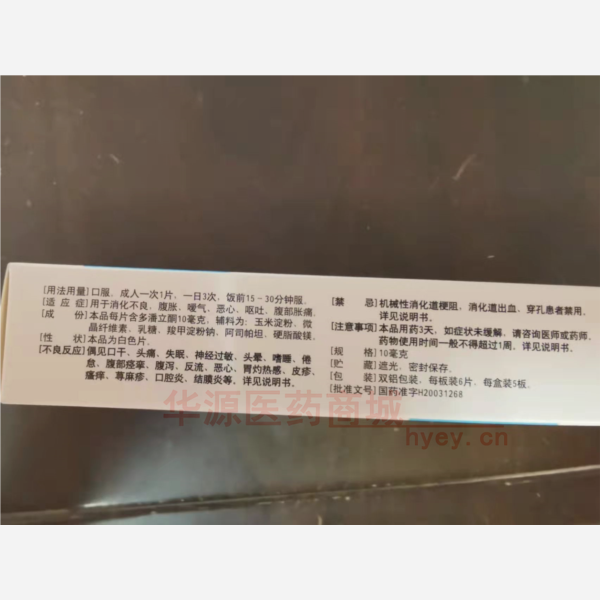 [用法用量]口服。成人一次1片，一日3次，饭前15-30分钟服。
[适应症]用于消化不良、腹胀、嗳气、恶心、呕吐、腹部胀痛。
[成 份]本品每片含多潘立酮10毫克。辅料为：玉米淀粉、微
晶纤维素、乳糖、羧甲淀粉钠、阿司帕坦、硬脂酸镁。
[性 状]本品为白色片。
[不良反应]偶见口干、头痛、失眠、神经过敏、头晕、嗜睡、倦
怠、腹部痉挛、腹泻、反流、恶心、胃灼热感、皮疹、
瘙痒、荨麻疹、口腔炎、结膜炎等。详见说明书。
[禁 忌]机械性消化道梗阻，消化道出血、穿孔患者禁用。
详见说明书。
[注意事项]本品用药3天，如症状未缓解，请咨询医师或药师，
药物使用时间一般不得超过1周。详见说明书。
[规 格]10毫克
[贮 藏]遮光，密封保存。
[包 装]双铝包装，每板装6片，每盒装5板。
[批准文号]国药准字H20031268
华源医药商城
hyey.cn